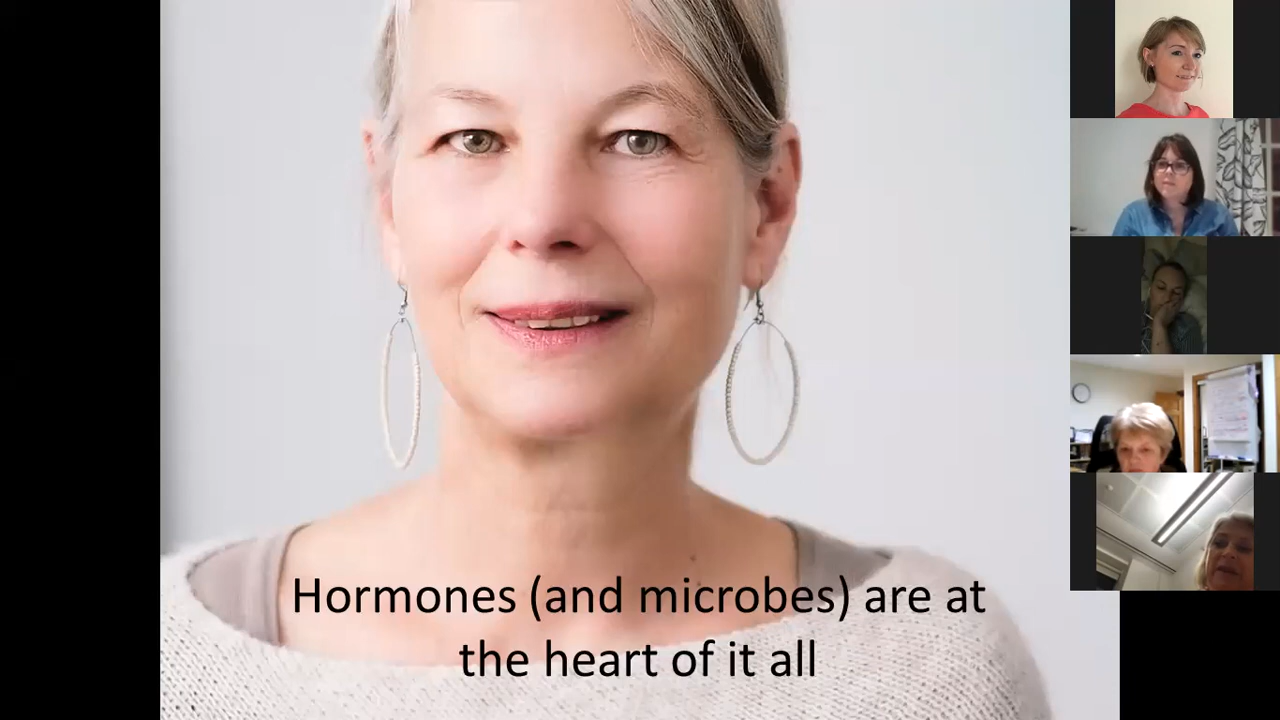 Hormones (and microbes) are at
the heart of it all